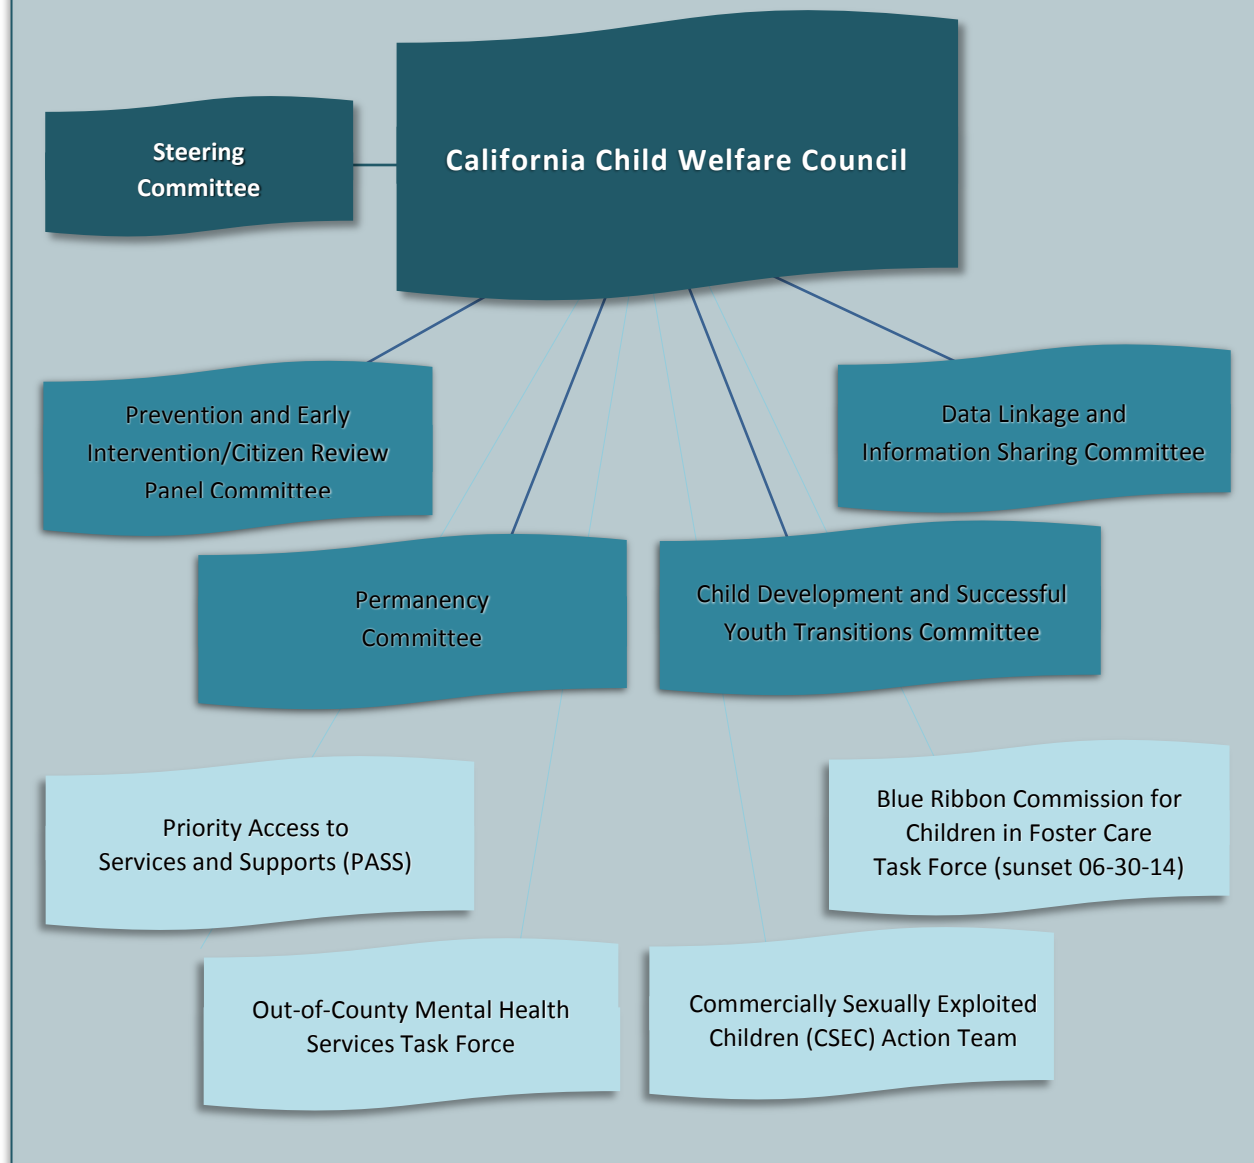 Steering
Committee
California Child Welfare Council
Prevention and Early
Intervention/Citizen Review
Panel Committee
Data Linkage and
Information Sharing Committee
Permanency
Committee
Child Development and Successful
Youth Transitions Committee
Priority Access to
Services and Supports (PASS)
Blue Ribbon Commission for
Children in Foster Care
Task Force (sunset 06-30-14)
Out-of-County Mental Health
Services Task Force
Commercially Sexually Exploited
Children (CSEC) Action Team